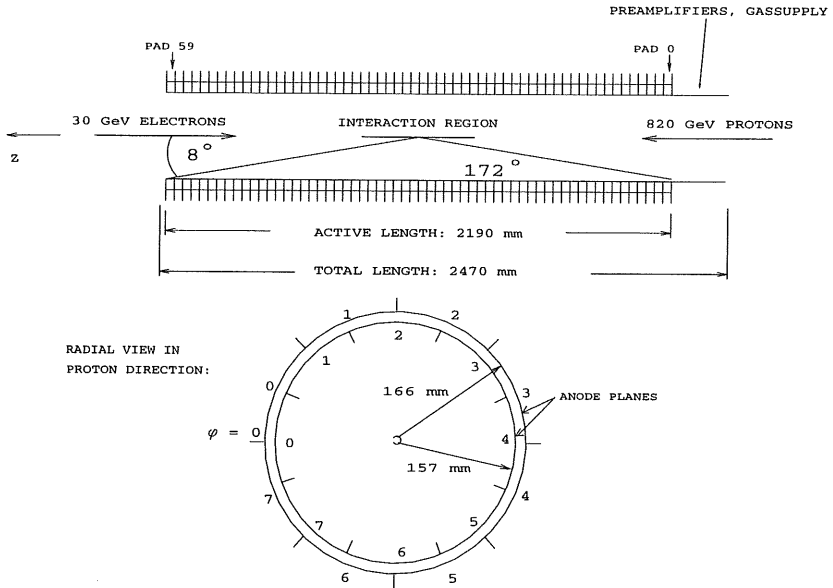 PREAMPLIFIERS, GASSUPPLY
PAD 59
PAD 0
30 GeV ELECTRONS
INTERACTION REGION
820 GeV PROTONS
z
8°
172°
ACTIVE LENGTH: 2190 mm
TOTAL LENGTH: 2470 mm
RADIAL VIEW IN
PROTON DIRECTION:
1
2
2
1
3
0
3
166 mm
ANODE PLANES
φ = 0
0
4
157 mm
7
4
7
5
6
6
5